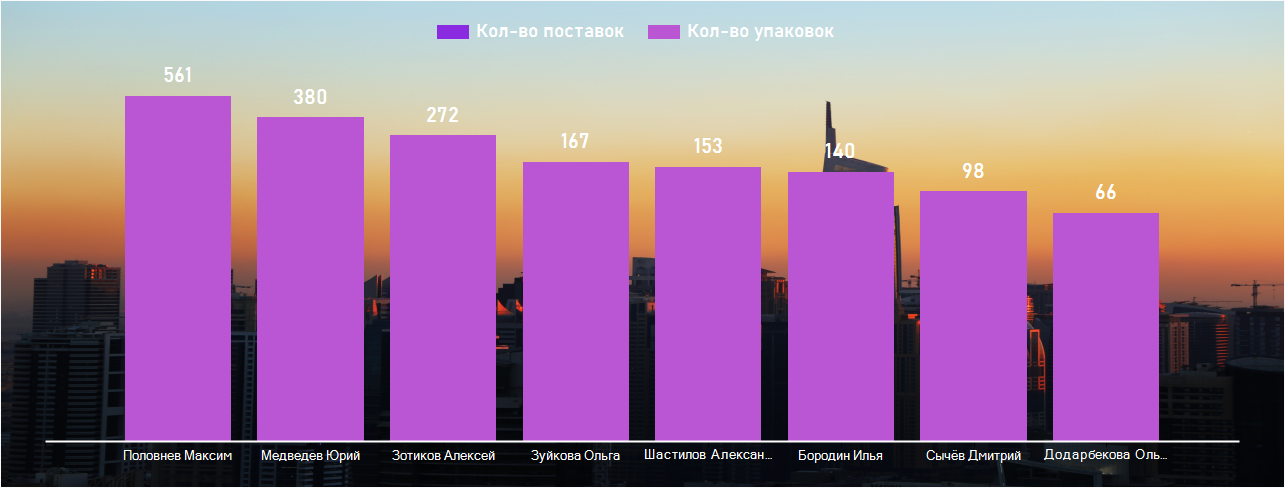 Кол-во поставок Кол-во упаковок
561 380 272 167 153 140 98 66
Половнев Максим Медведев Юрий Зотиков Алексей Зуйкова Ольга Шастилов Алексан... Бородин Илья Сычёв Дмитрий Додарбекова Оль...